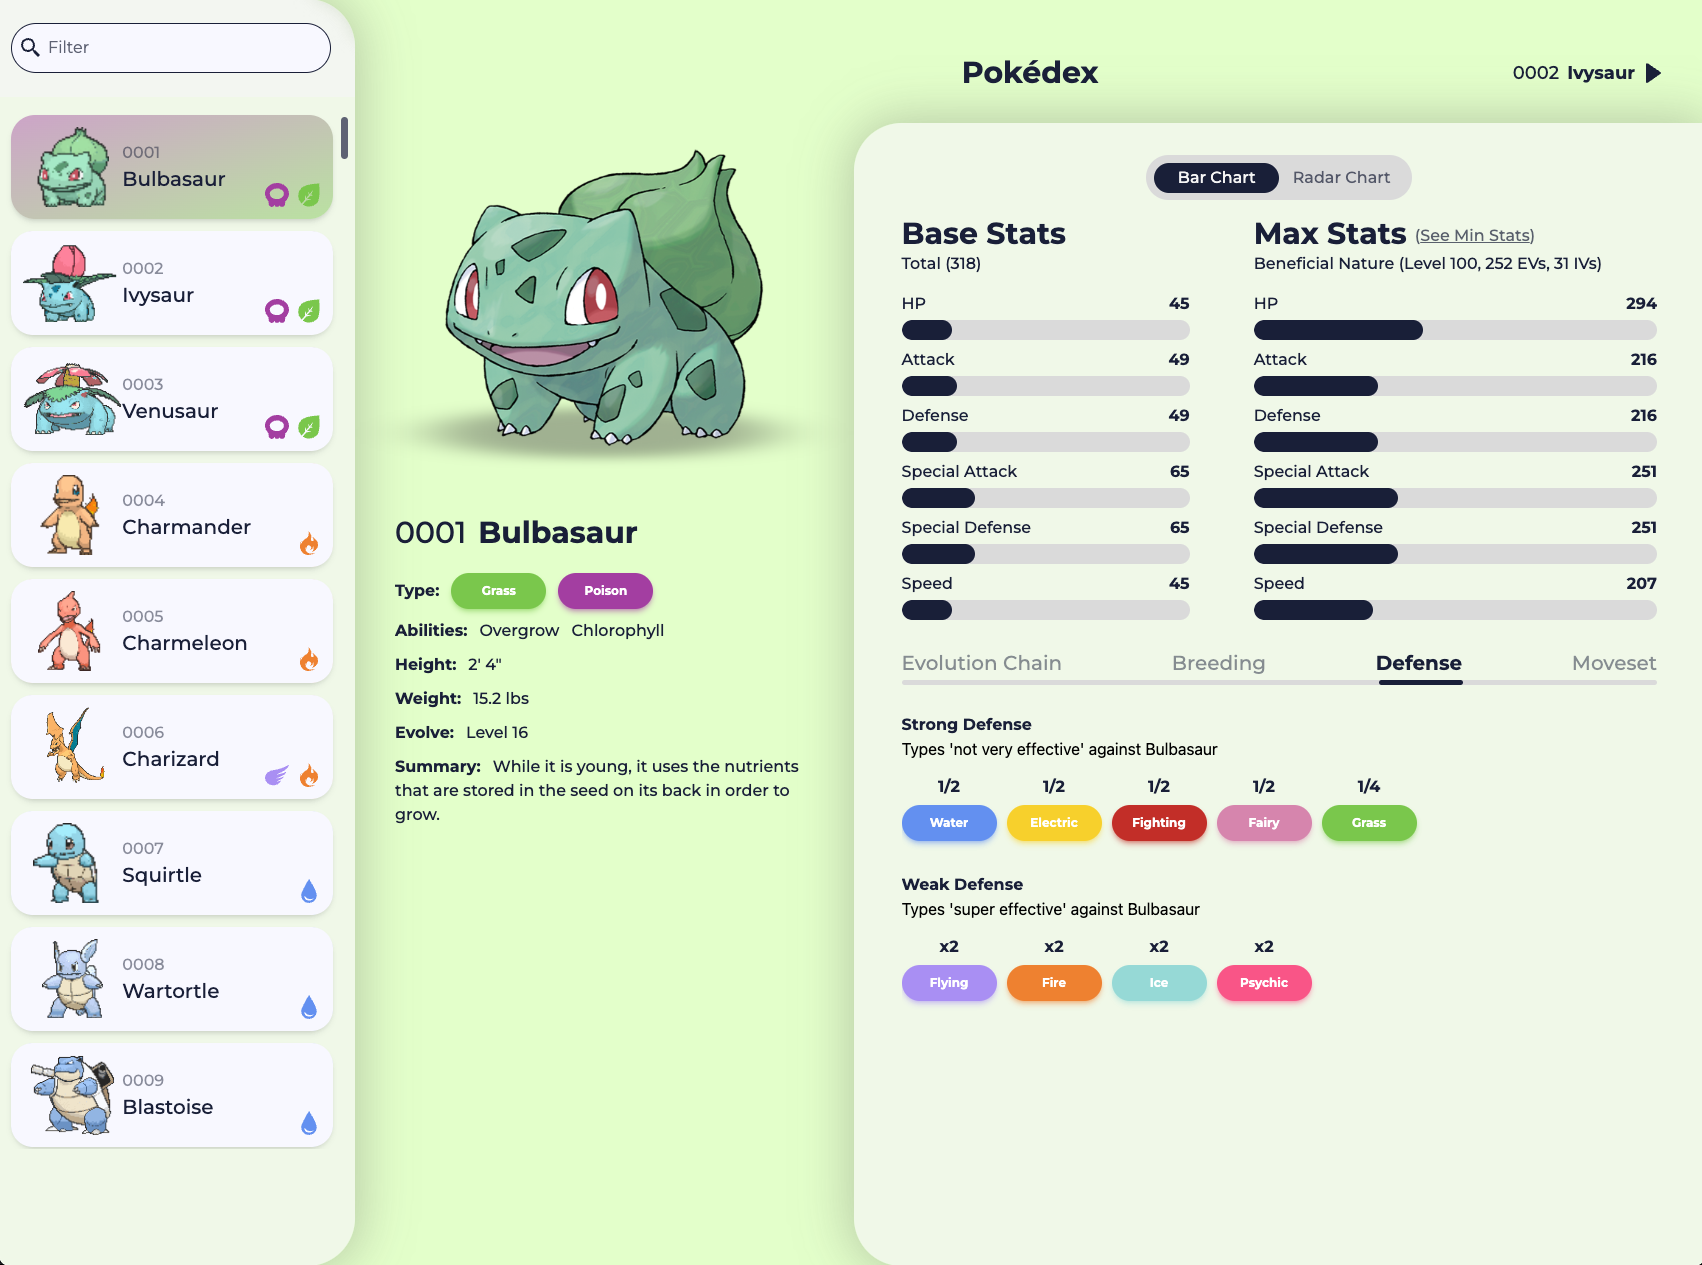 Filter
0001
Bulbasaur
0002
Ivysaur
0003
Venusaur
0004
Charmander
0005
Charmeleon
0006
Charizard
0007
Squirtle
0008
Wartortle
0009
Blastoise
Pokédex
0002 Ivysaur
0001 Bulbasaur
Type: Grass Poison
Abilities: Overgrow Chlorophyll
Height: 2' 4"
Weight: 15.2 lbs
Evolve: Level 16
Summary: While it is young, it uses the nutrients
that are stored in the seed on its back in order to
grow.
Bar Chart Radar Chart
Base Stats
Total (318)
HP 45
Attack 49
Defense 49
Special Attack 65
Special Defense 65
Speed 45
Max Stats (See Min Stats)
Beneficial Nature (Level 100, 252 EVs, 31 IVs)
HP 294
Attack 216
Defense 216
Special Attack 251
Special Defense 251
Speed 207
Evolution Chain Breeding Defense Moveset
Strong Defense
Types 'not very effective' against Bulbasaur
1/2 1/2 1/2 1/2 1/4
Water Electric Fighting Fairy Grass
Weak Defense
Types 'super effective' against Bulbasaur
x2 x2 x2 x2
Flying Fire Ice Psychic